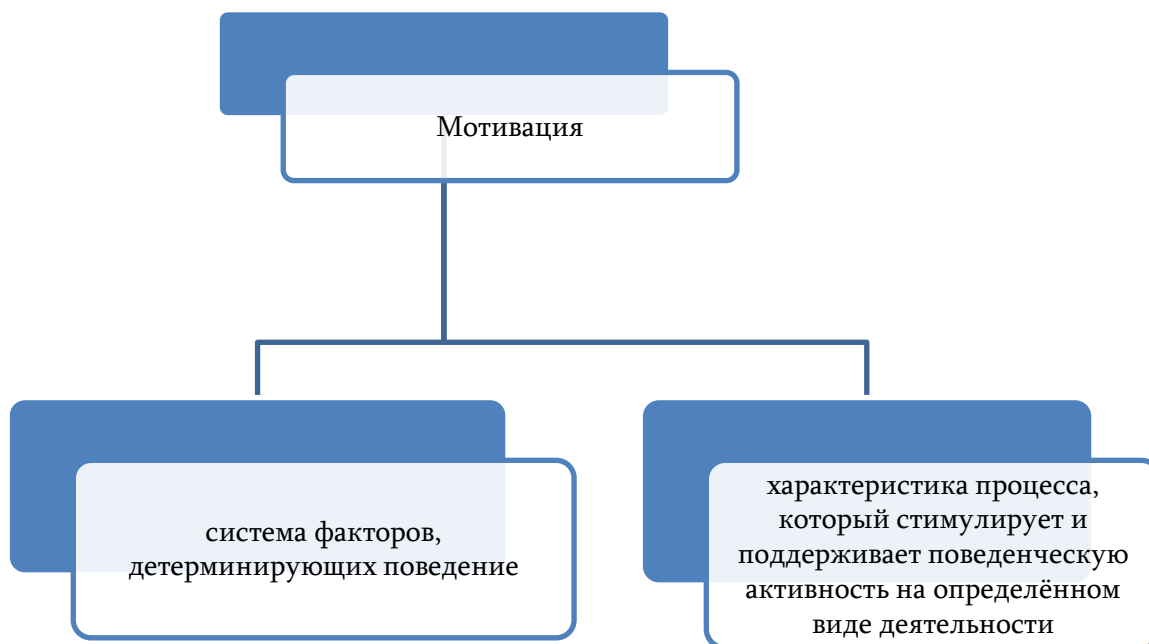 Мотивация
система факторов,
детерминирующих поведение
характеристика процесса,
который стимулирует и
поддерживает поведенческую
активность на определённом
виде деятельности